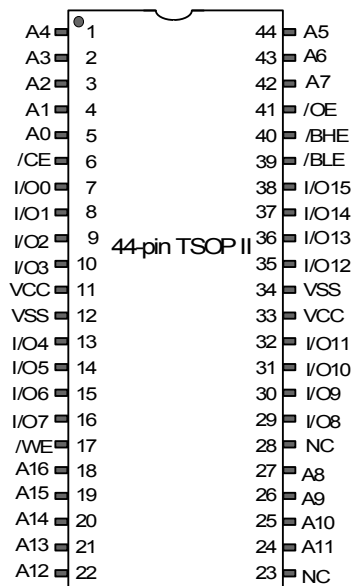 A4 1 44 A5
A3 2 43 A6
A2 3 42 A7
A1 4 41 /OE
A0 5 40 /BHE
/CE 6 39 /BLE
I/O0 7 38 I/O15
I/O1 8 37 I/O14
I/O2 9 44-pin TSOP II 36 I/O13
I/O3 10 35 I/O12
VCC 11 34 VSS
VSS 12 33 VCC
I/O4 13 32 I/O11
I/O5 14 31 I/O10
I/O6 15 30 I/O9
I/O7 16 29 I/O8
/WE 17 28 NC
A16 18 27 A8
A15 19 26 A9
A14 20 25 A10
A13 21 24 A11
A12 22 23 NC